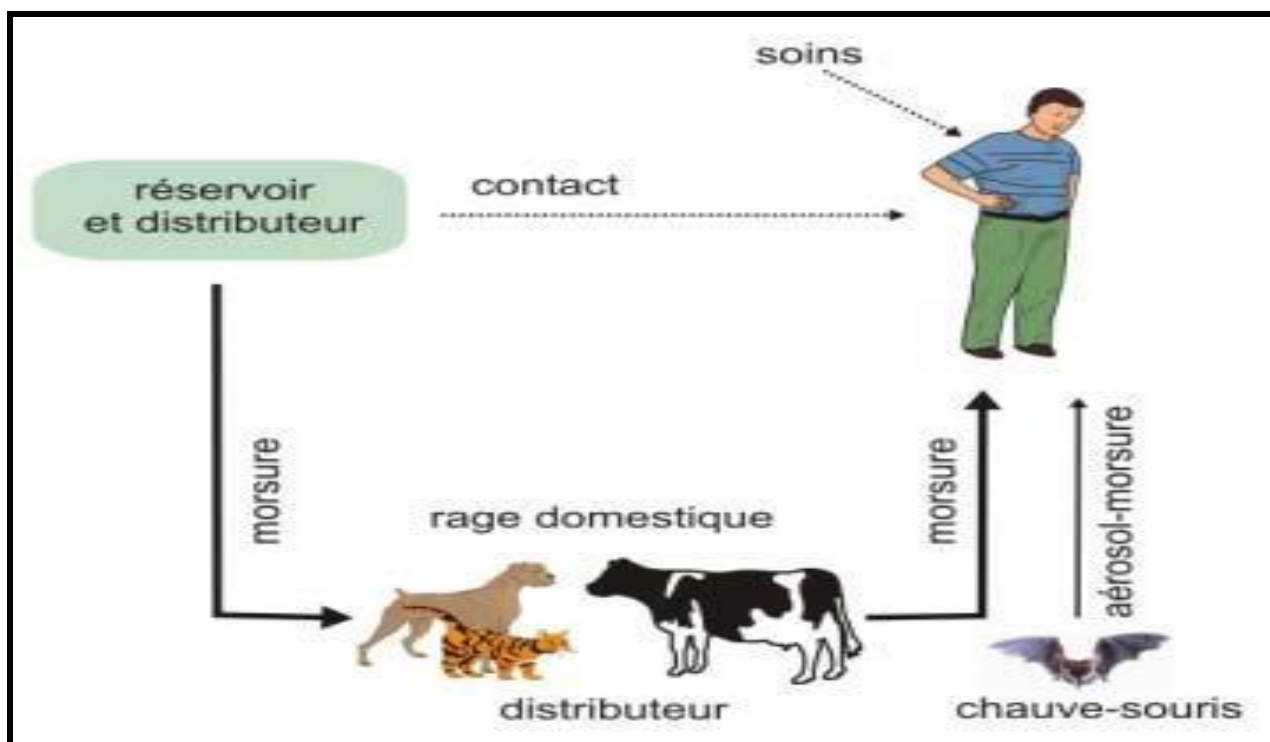 soins
réservoir
et distributeur
contact
morsure
rage domestique
morsure
aérosol-morsure
distributeur
chauve-souris